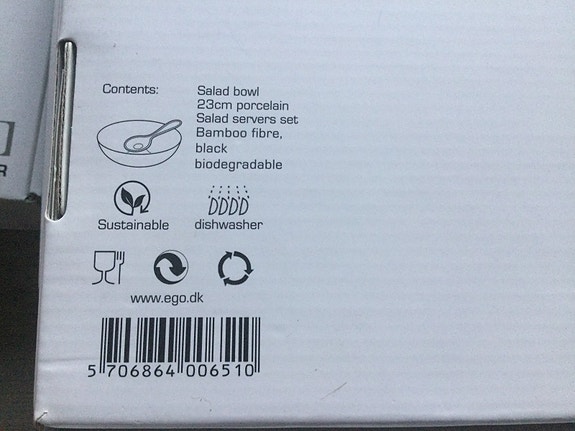 Contents:
Salad bowl
23cm porcelain
Salad servers set
Bamboo fibre,
black
biodegradable
Sustainable
dishwasher
www.ego.dk
5 706864 006510
R